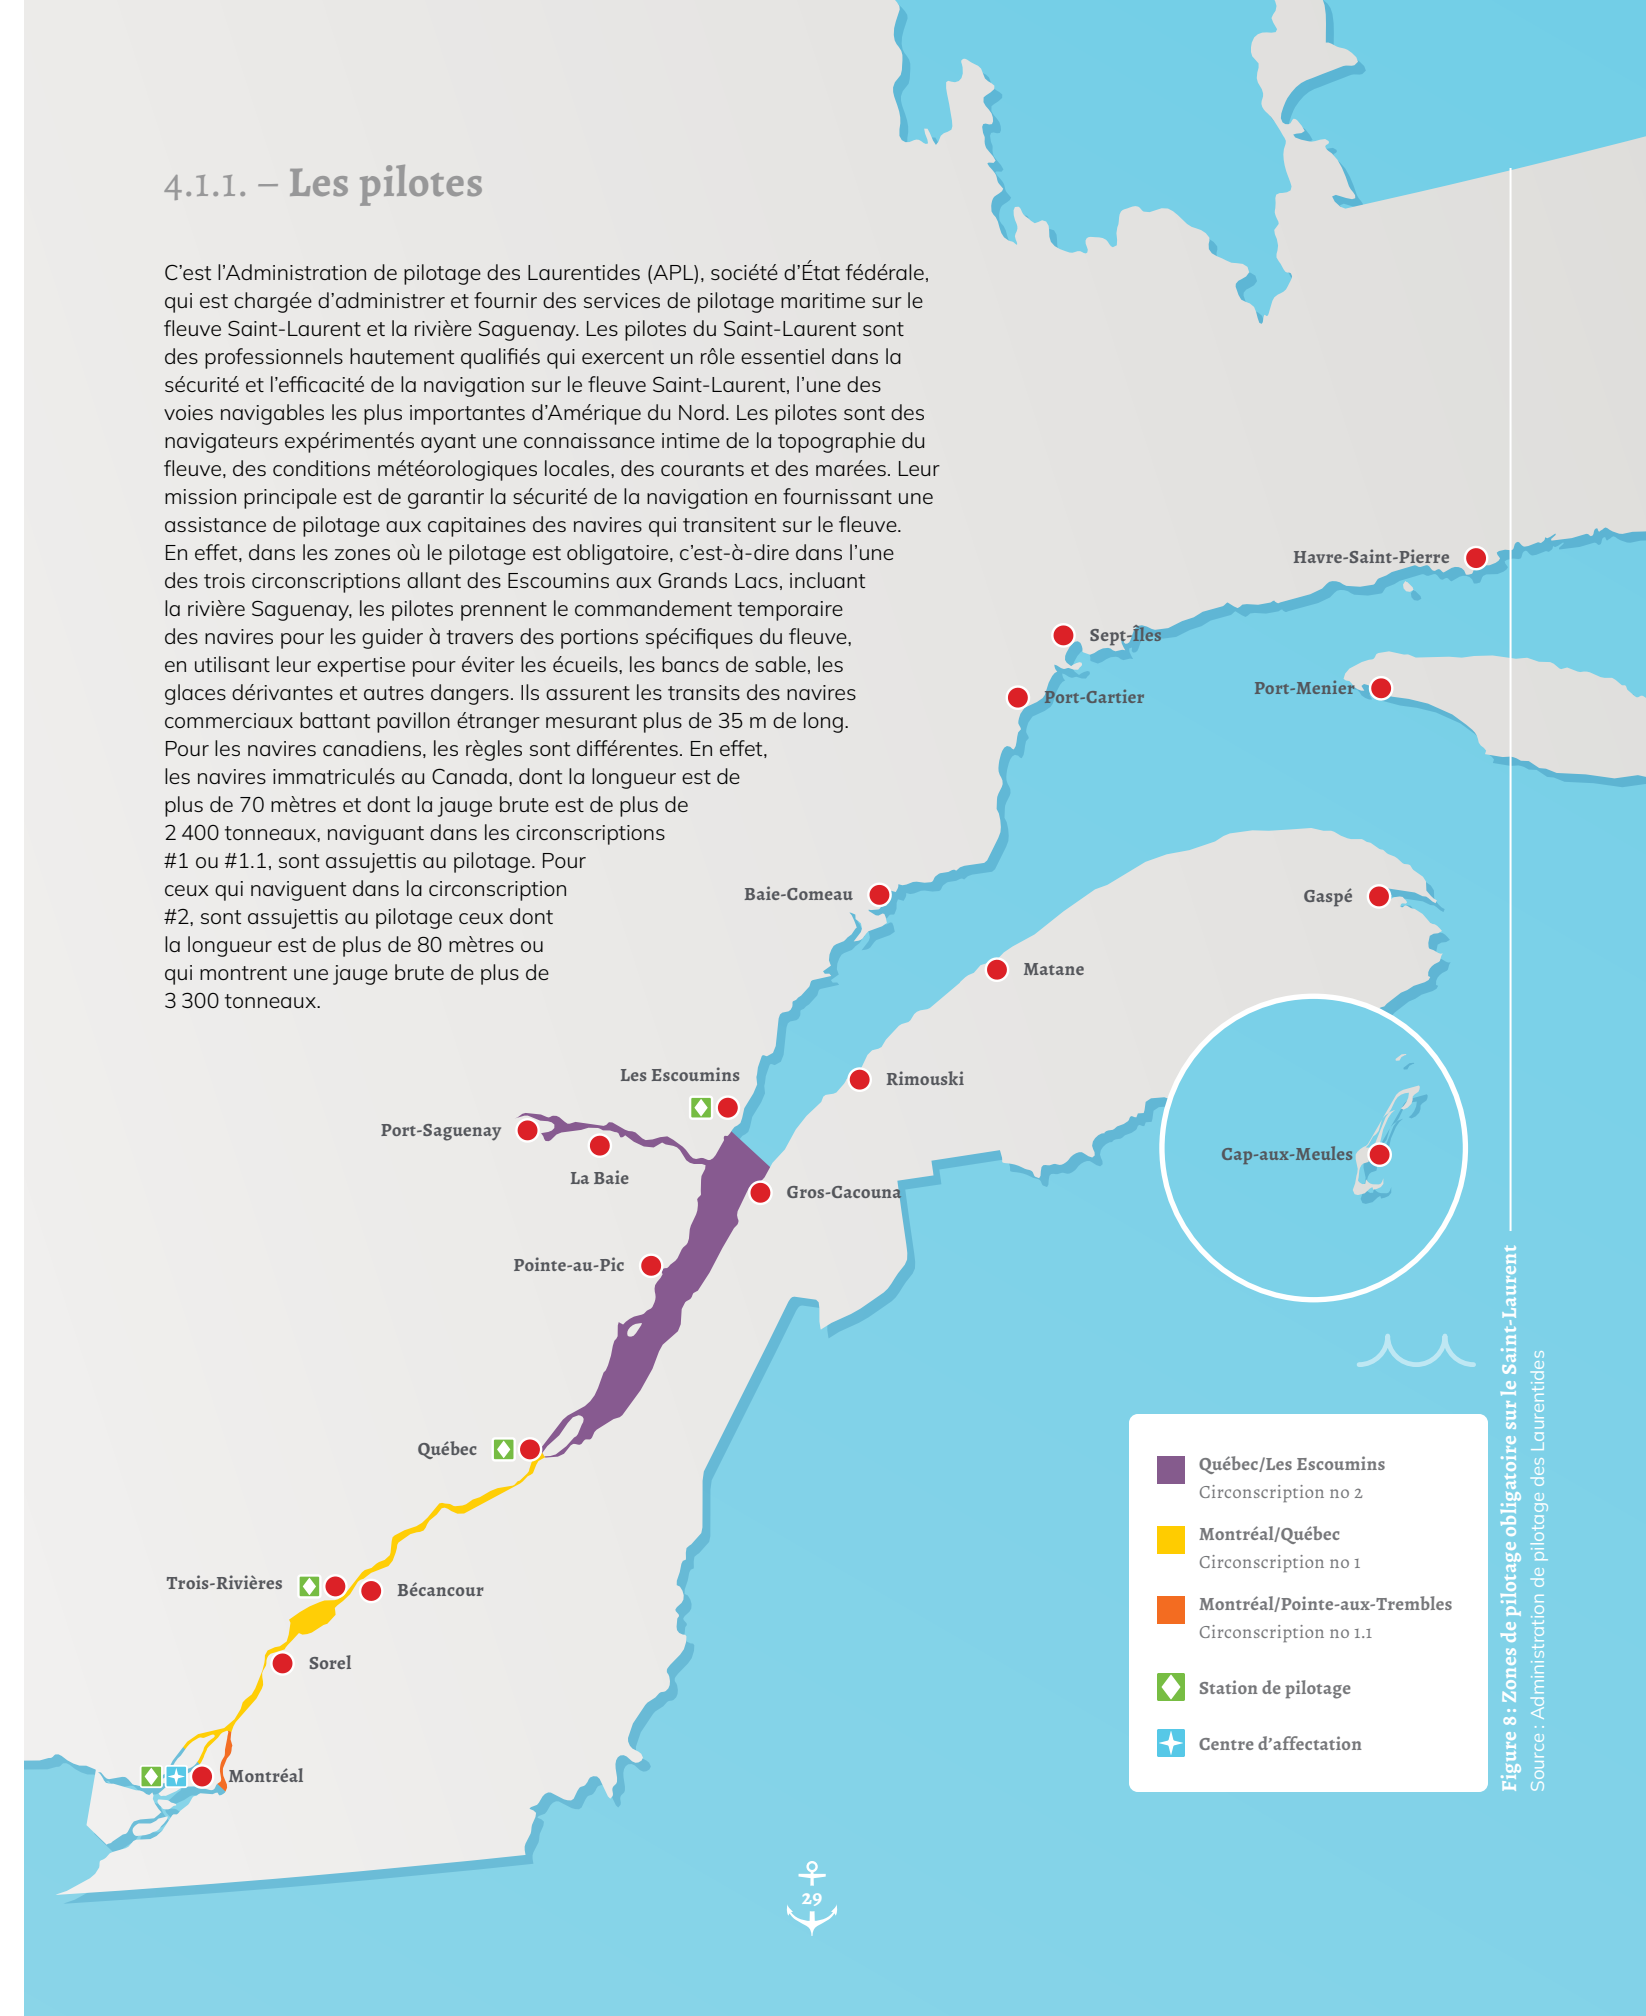 4.1.1. – Les pilotes
C’est l’Administration de pilotage des Laurentides (APL), société d’État fédérale,
qui est chargée d’administrer et fournir des services de pilotage maritime sur le
fleuve Saint-Laurent et la rivière Saguenay. Les pilotes du Saint-Laurent sont
des professionnels hautement qualifiés qui exercent un rôle essentiel dans la
sécurité et l’efficacité de la navigation sur le fleuve Saint-Laurent, l’une des
voies navigables les plus importantes d’Amérique du Nord. Les pilotes sont des
navigateurs expérimentés ayant une connaissance intime de la topographie du
fleuve, des conditions météorologiques locales, des courants et des marées. Leur
mission principale est de garantir la sécurité de la navigation en fournissant une
assistance de pilotage aux capitaines des navires qui transitent sur le fleuve.
En effet, dans les zones où le pilotage est obligatoire, c’est-à-dire dans l’une
des trois circonscriptions allant des Escoumins aux Grands Lacs, incluant
la rivière Saguenay, les pilotes prennent le commandement temporaire
des navires pour les guider à travers des portions spécifiques du fleuve,
en utilisant leur expertise pour éviter les écueils, les bancs de sable, les
glaces dérivantes et autres dangers. Ils assurent les transits des navires
commerciaux battant pavillon étranger mesurant plus de 35 m de long.
Pour les navires canadiens, les règles sont différentes. En effet,
les navires immatriculés au Canada, dont la longueur est de
plus de 70 mètres et dont la jauge brute est de plus de
2 400 tonneaux, naviguant dans les circonscriptions
#1 ou #1.1, sont assujettis au pilotage. Pour
ceux qui naviguent dans la circonscription
#2, sont assujettis au pilotage ceux dont
la longueur est de plus de 80 mètres ou
qui montrent une jauge brute de plus de
3 300 tonneaux.
Havre-Saint-Pierre
Sept-Îles
Port-Menier
Port-Cartier
Baie-Comeau
Gaspé
Matane
Les Escoumins
Rimouski
Port-Saguenay
Cap-aux-Meules
La Baie
Gros-Cacouna
Pointe-au-Pic
Québec
Trois-Rivières
Bécancour
Sorel
Montréal
Québec/Les Escoumins
Circonscription no 2
Montréal/Québec
Circonscription no 1
Montréal/Pointe-aux-Trembles
Circonscription no 1.1
Station de pilotage
Centre d’affectation
Figure 8 : Zones de pilotage obligatoire sur le Saint-Laurent
Source : Administration de pilotage des Laurentides
29